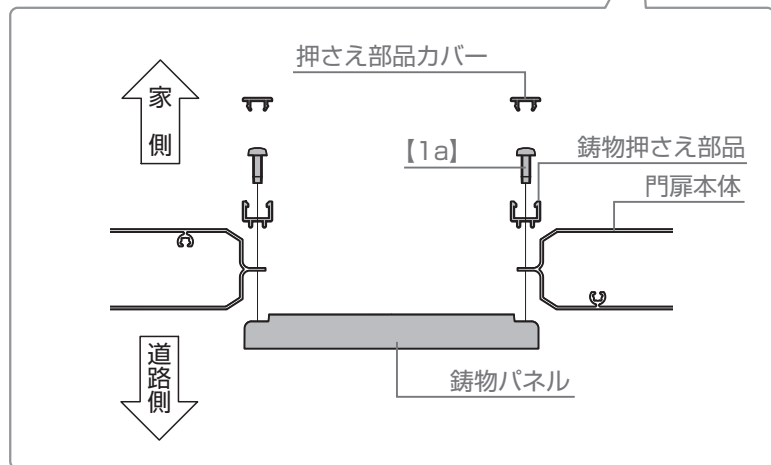 押さえ部品カバー
家側
【1a】
鋳物押さえ部品
門扉本体
道路側
鋳物パネル